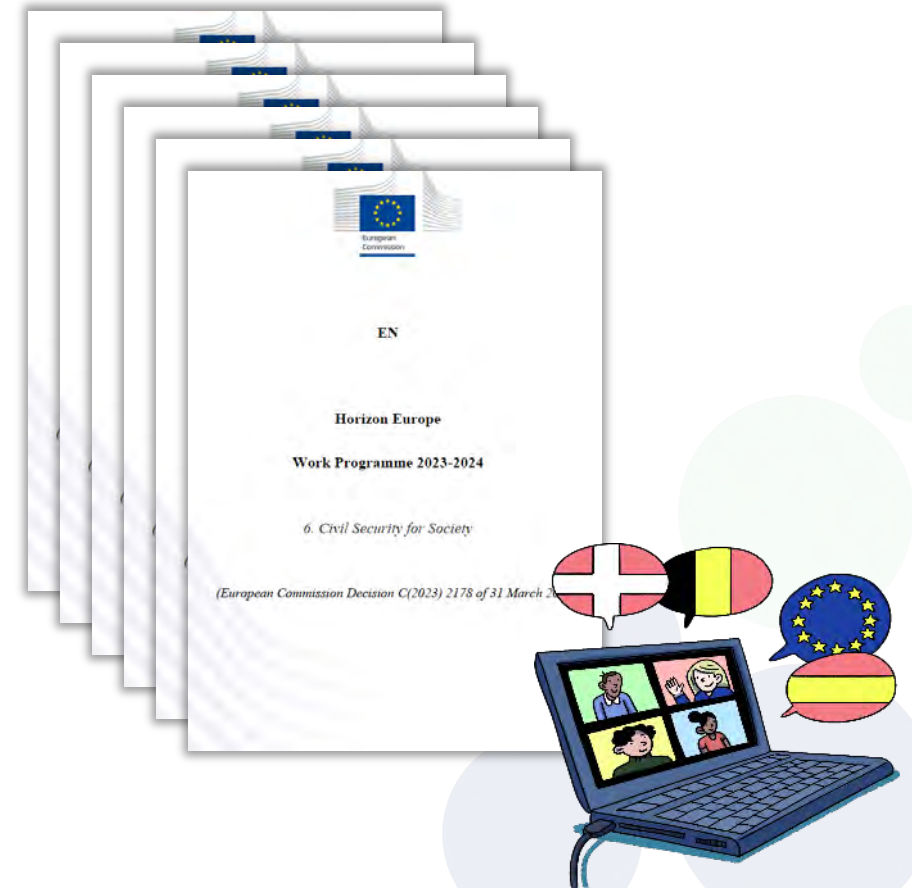 European
Commission
EN
Horizon Europe
Work Programme 2023-2024
6. Civil Security for Society
(European Commission Decision C(2023) 2178 of 31 March